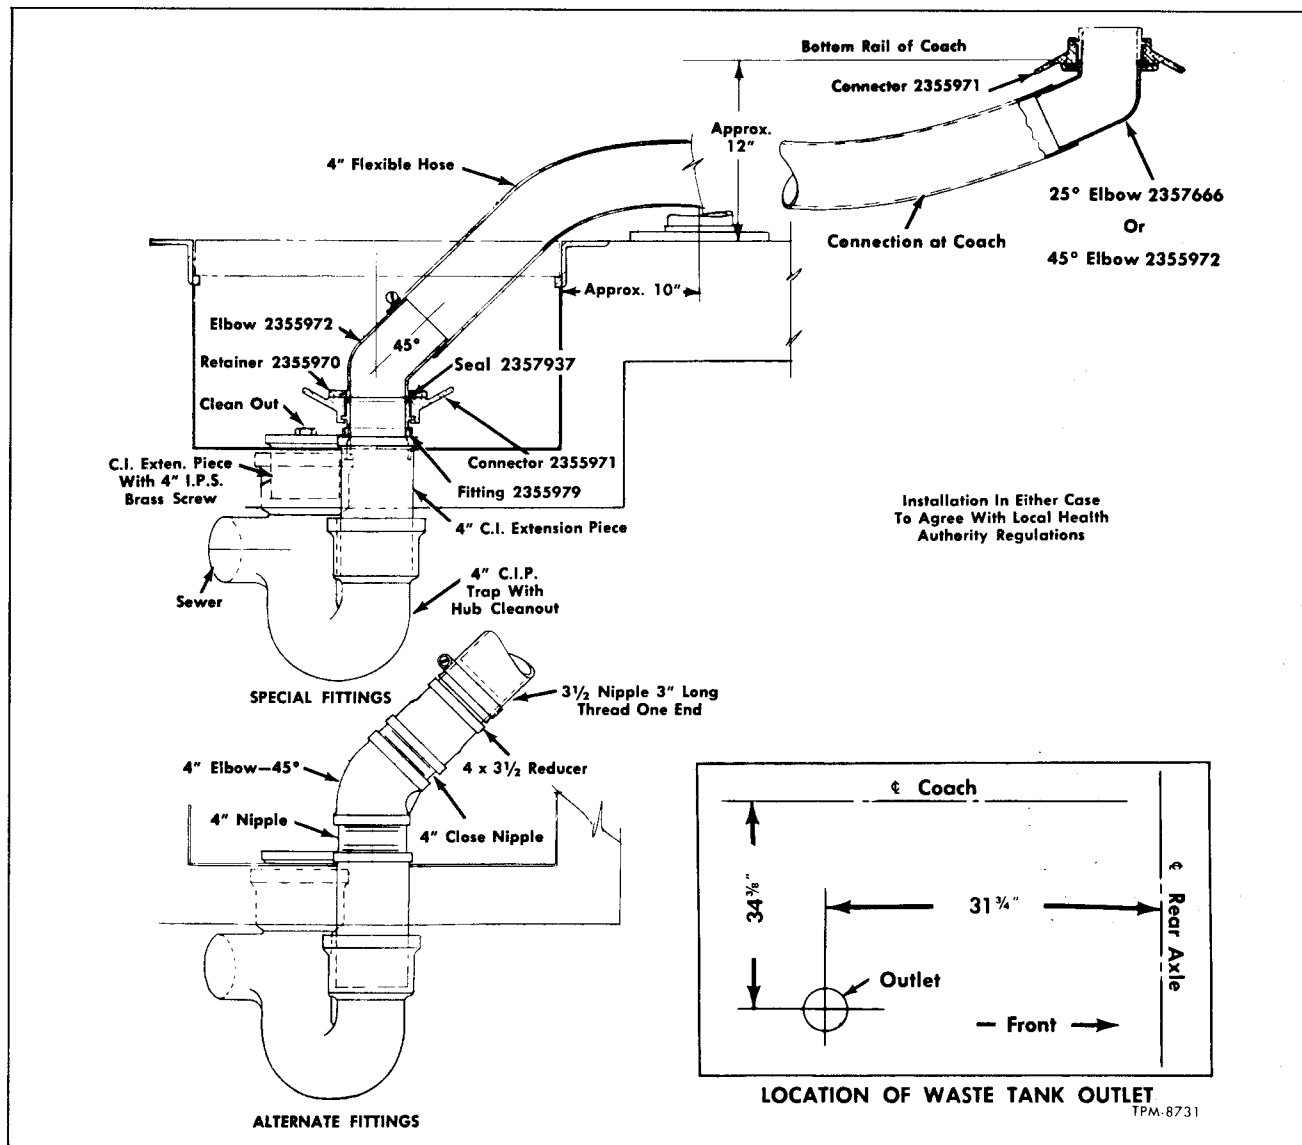 Bottom Rail of Coach
Connector 2355971
Approx.
12"
4" Flexible Hose
25° Elbow 2357666
Or
45° Elbow 2355972
Connection at Coach
Approx. 10"
Elbow 2355972
45°
Retainer 2355970
Seal 2357937
Clean Out
C.I. Exten. Piece
With 4" I.P.S.
Brass Screw
Connector 2355971
Fitting 2355979
4" C.I. Extension Piece
Installation In Either Case
To Agree With Local Health
Authority Regulations
Sewer
4" C.I.P.
Trap With
Hub Cleanout
SPECIAL FITTINGS
3½ Nipple 3" Long
Thread One End
4" Elbow—45°
4 x 3½ Reducer
4" Nipple
4" Close Nipple
ALTERNATE FITTINGS
℄ Coach
34⅜"
31¾"
℄ Rear Axle
Outlet
– Front
LOCATION OF WASTE TANK OUTLET
TPM-8731